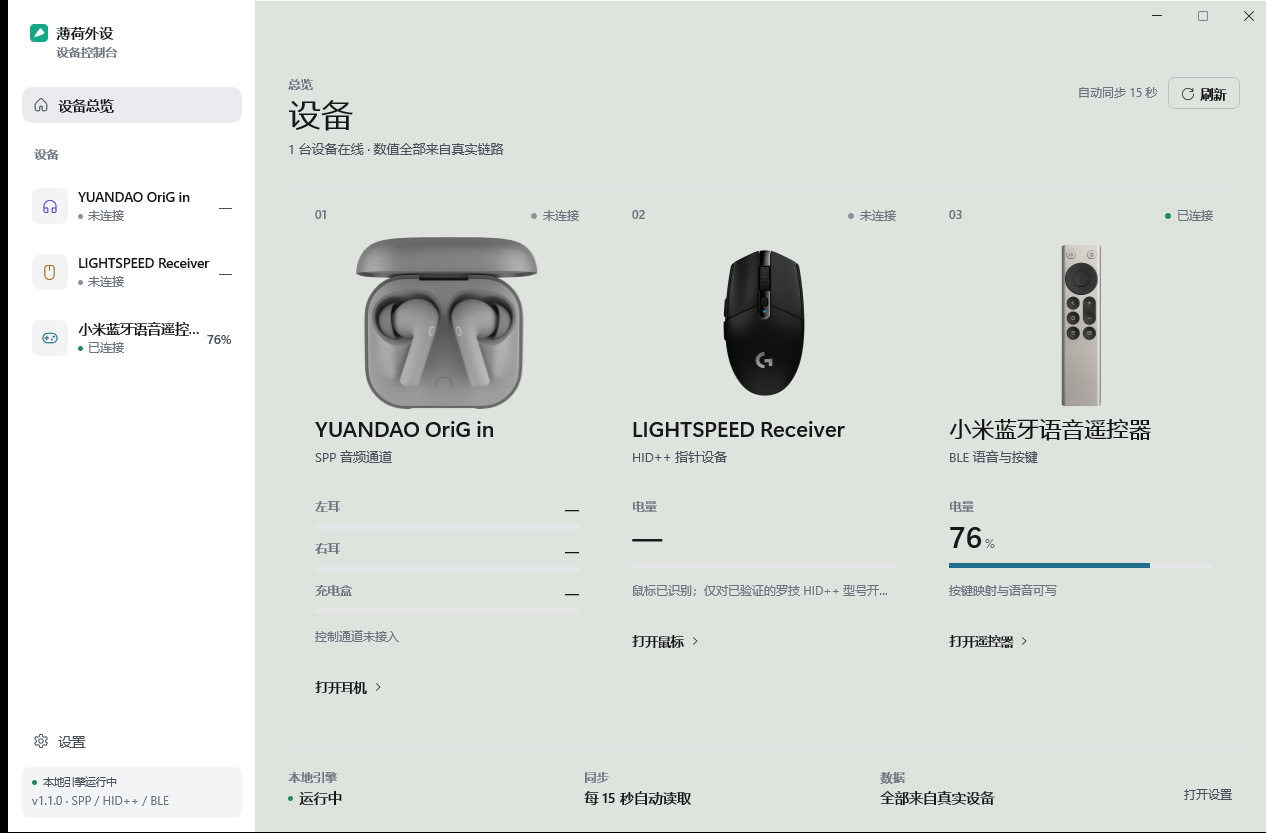 薄荷外设
设备控制台
设备总览
设备
YUANDAO OriG in
未连接
—
LIGHTSPEED Receiver
未连接
—
小米蓝牙语音遥控...
已连接
76%
设置
本地引擎运行中
v1.1.0 · SPP / HID++ / BLE
总览
设备
1 台设备在线 · 数值全部来自真实链路
自动同步 15 秒
刷新
01
未连接
YUANDAO OriG in
SPP 音频通道
左耳 —
右耳 —
充电盒 —
控制通道未接入
打开耳机
02
未连接
LIGHTSPEED Receiver
HID++ 指针设备
电量
—
鼠标已识别；仅对已验证的罗技 HID++ 型号开...
打开鼠标
03
已连接
小米蓝牙语音遥控器
BLE 语音与按键
电量
76 %
按键映射与语音可写
打开遥控器
本地引擎
运行中
同步
每 15 秒自动读取
数据
全部来自真实设备
打开设置